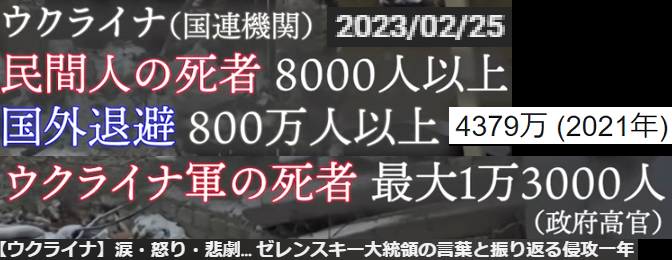 ウクライナ（国連機関） 2023/02/25
民間人の死者 8000人以上
国外退避 800万人以上 4379万 (2021年)
ウクライナ軍の死者 最大1万3000人
（政府高官）
【ウクライナ】涙・怒り・悲劇... ゼレンスキー大統領の言葉と振り返る侵攻一年